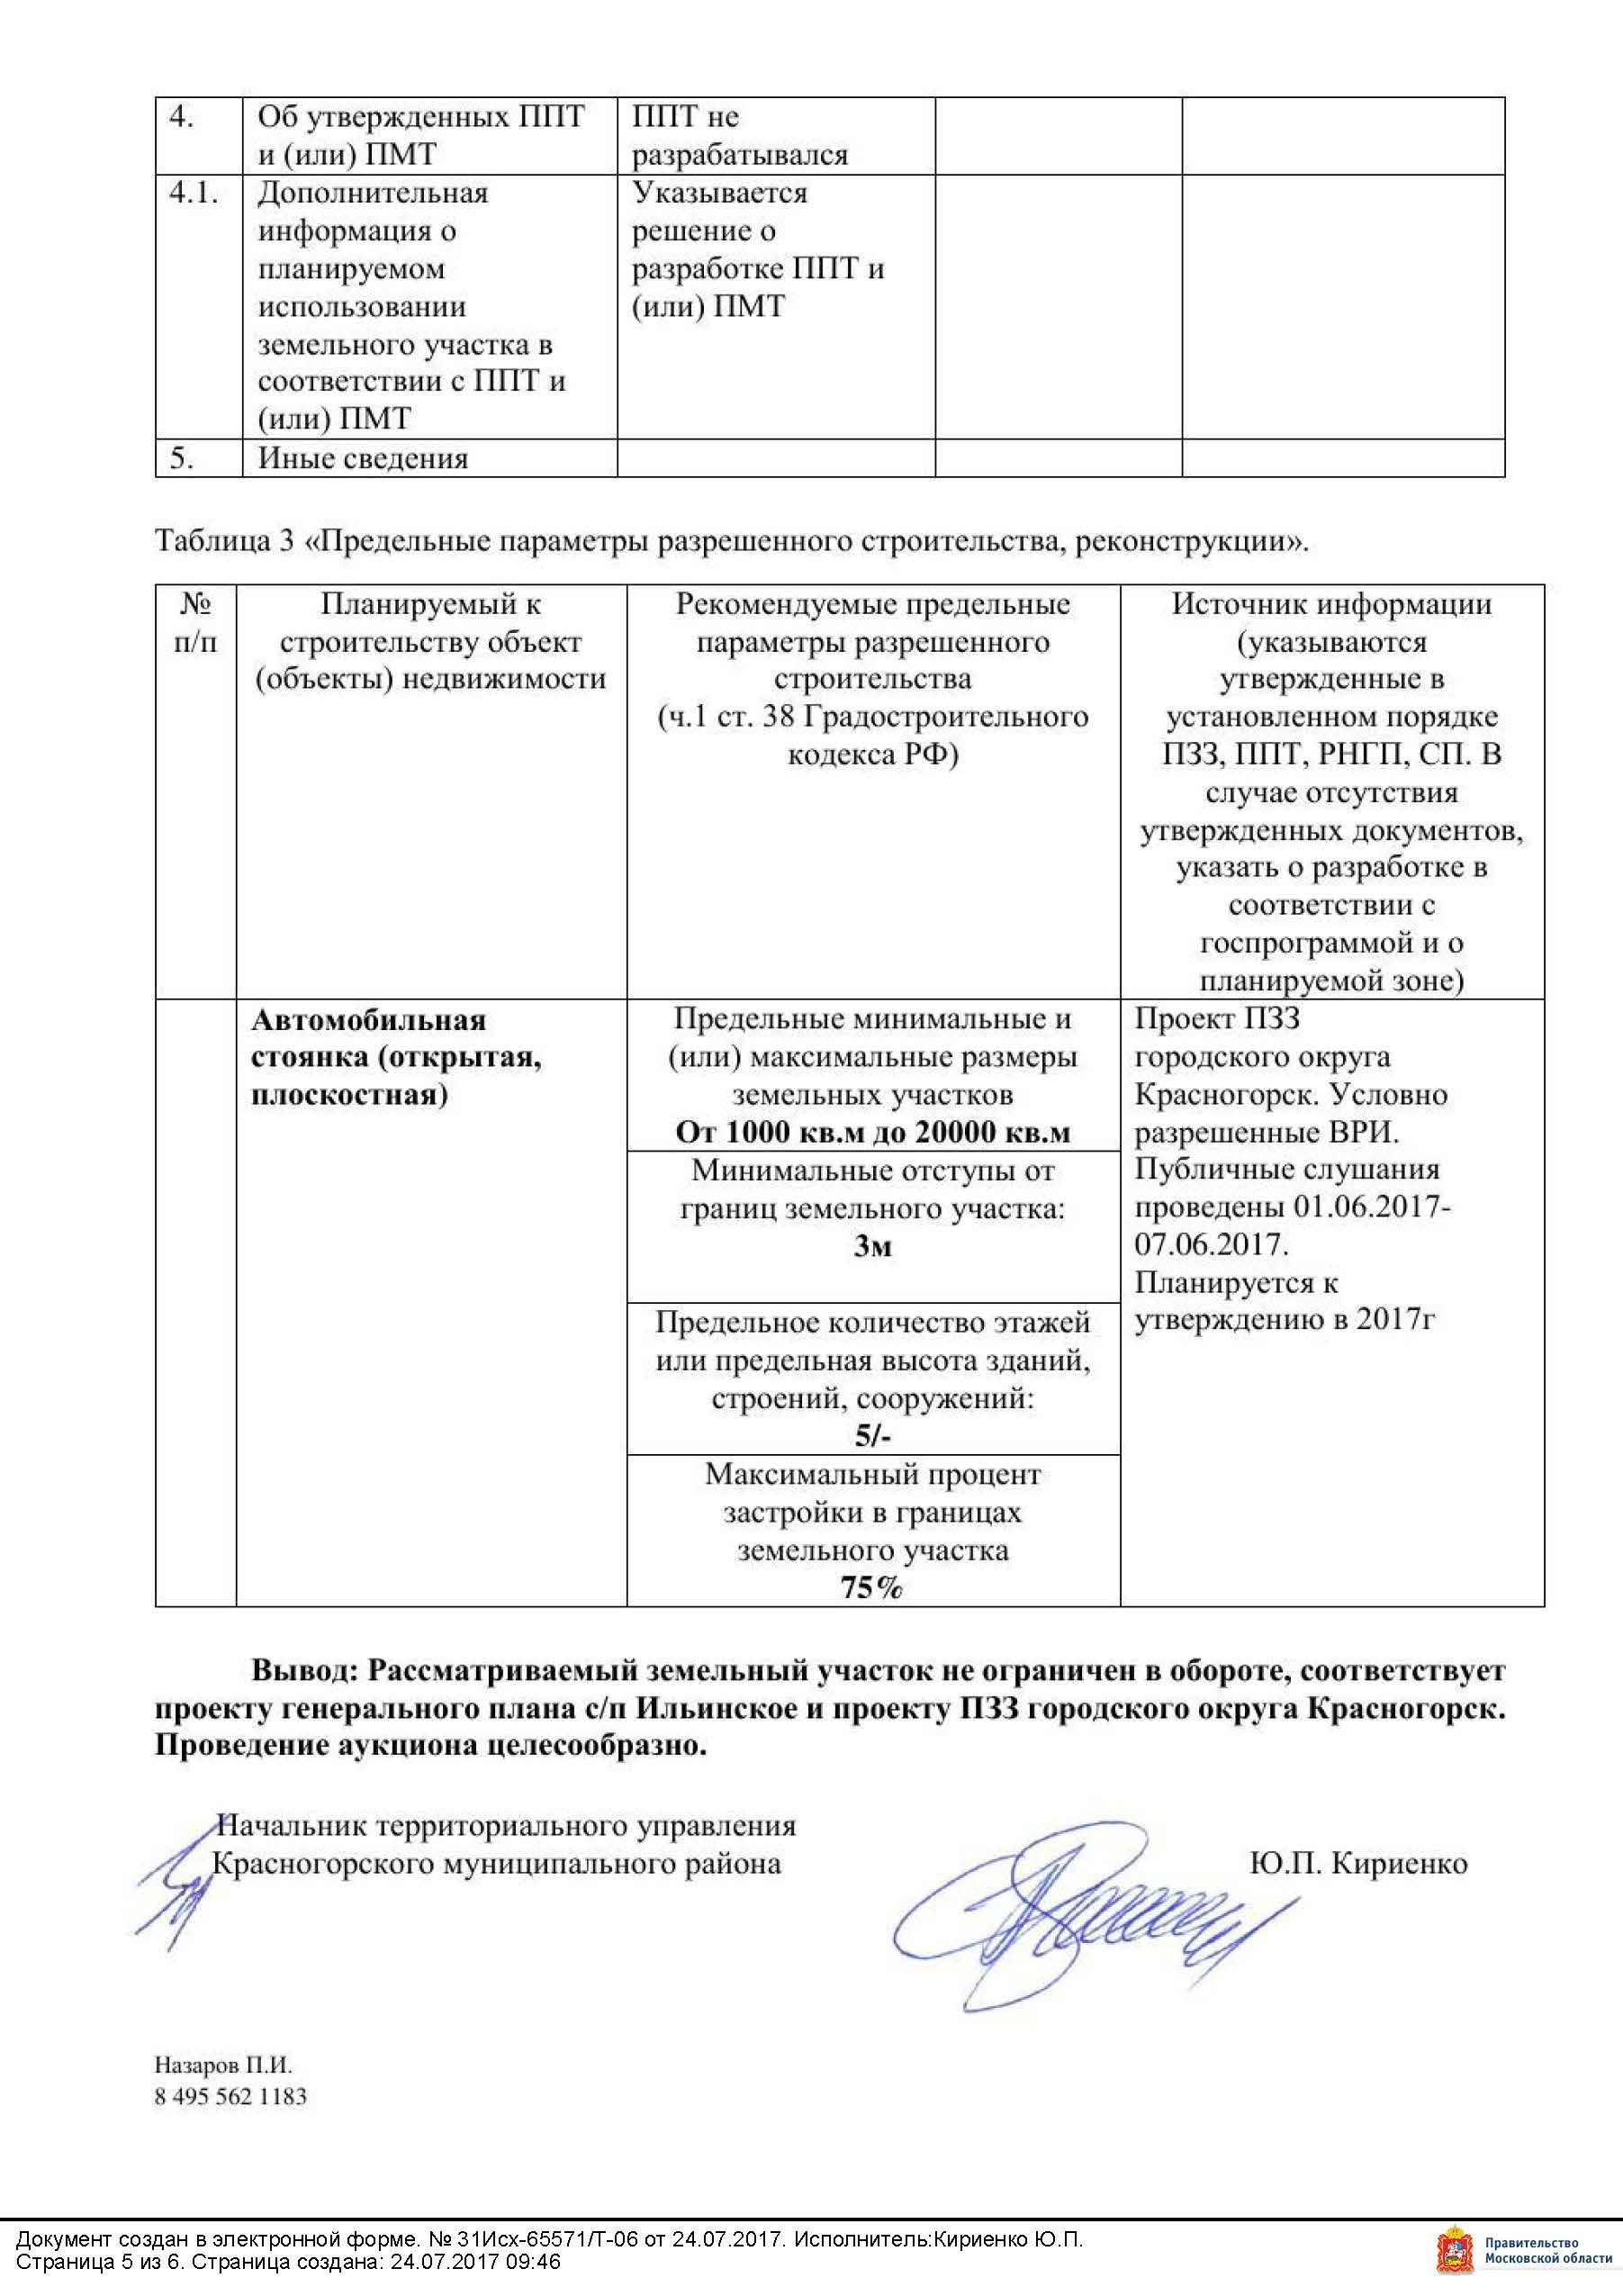 4.
Об утвержденных ППТ
и (или) ПМТ
ППТ не
разрабатывался
4.1.
Дополнительная
информация о
планируемом
использовании
земельного участка в
соответствии с ППТ и
(или) ПМТ
Указывается
решение о
разработке ППТ и
(или) ПМТ
5.
Иные сведения
Таблица 3 «Предельные параметры разрешенного строительства, реконструкции».
№
п/п
Планируемый к
строительству объект
(объекты) недвижимости
Рекомендуемые предельные
параметры разрешенного
строительства
(ч.1 ст. 38 Градостроительного
кодекса РФ)
Источник информации
(указываются
утвержденные в
установленном порядке
ПЗЗ, ППТ, РНГП, СП. В
случае отсутствия
утвержденных документов,
указать о разработке в
соответствии с
госпрограммой и о
планируемой зоне)
Автомобильная
стоянка (открытая,
плоскостная)
Предельные минимальные и
(или) максимальные размеры
земельных участков
От 1000 кв.м до 20000 кв.м
Минимальные отступы от
границ земельного участка:
3м
Предельное количество этажей
или предельная высота зданий,
строений, сооружений:
5/-
Максимальный процент
застройки в границах
земельного участка
75%
Проект ПЗЗ
городского округа
Красногорск. Условно
разрешенные ВРИ.
Публичные слушания
проведены 01.06.2017-
07.06.2017.
Планируется к
утверждению в 2017г
Вывод: Рассматриваемый земельный участок не ограничен в обороте, соответствует
проекту генерального плана с/п Ильинское и проекту ПЗЗ городского округа Красногорск.
Проведение аукциона целесообразно.
Начальник территориального управления
Красногорского муниципального района
Ю.П. Кириенко
Назаров П.И.
8 495 562 1183
Документ создан в электронной форме. № 31Исх-65571/Т-06 от 24.07.2017. Исполнитель:Кириенко Ю.П.
Страница 5 из 6. Страница создана: 24.07.2017 09:46
Правительство
Московской области